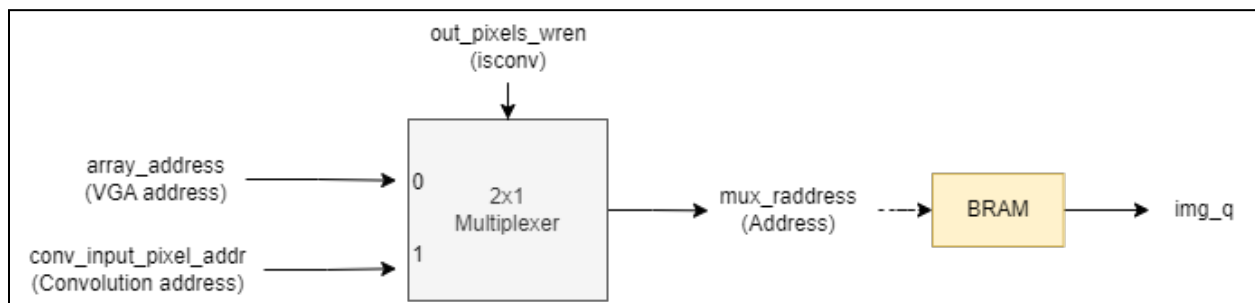 out_pixels_wren
(isconv)
array_address
(VGA address)
0
2x1
Multiplexer
mux_raddress
(Address)
BRAM
img_q
conv_input_pixel_addr
(Convolution address)
1